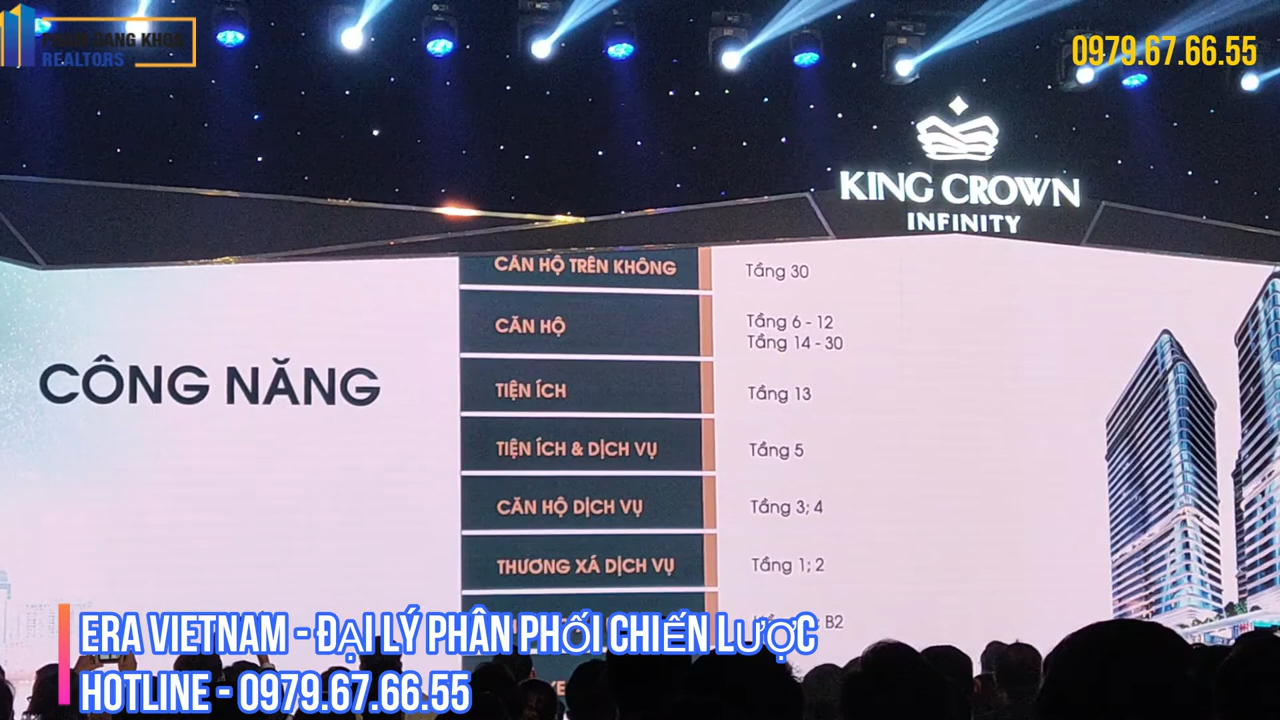 REALTORS
0979.67.66.55
KING CROWN
INFINITY
CÔNG NĂNG
CĂN HỘ TRÊN KHÔNG
Tầng 30
CĂN HỘ
Tầng 6 - 12
Tầng 14 - 30
TIỆN ÍCH
Tầng 13
TIỆN ÍCH & DỊCH VỤ
Tầng 5
CĂN HỘ DỊCH VỤ
Tầng 3; 4
THƯƠNG XÁ DỊCH VỤ
Tầng 1; 2
B2
ERA VIETNAM - ĐẠI LÝ PHÂN PHỐI CHIẾN LƯỢC
HOTLINE - 0979.67.66.55